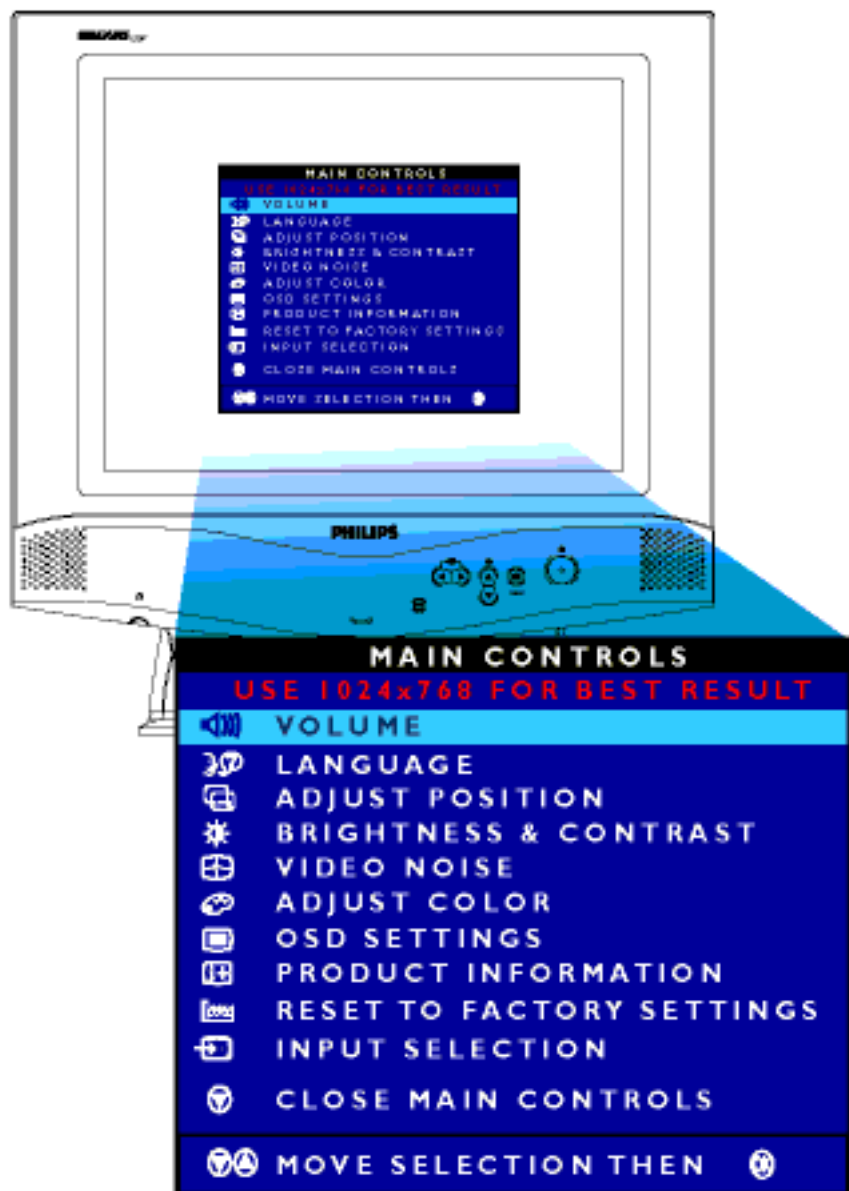 MAIN CONTROLS
USE 1024x768 FOR BEST RESULT
VOLUME
LANGUAGE
ADJUST POSITION
BRIGHTNESS & CONTRAST
VIDEO NOISE
ADJUST COLOR
OSD SETTINGS
PRODUCT INFORMATION
RESET TO FACTORY SETTINGS
INPUT SELECTION
CLOSE MAIN CONTROLS
MOVE SELECTION THEN
PHILIPS
MAIN CONTROLS
USE 1024x768 FOR BEST RESULT
VOLUME
LANGUAGE
ADJUST POSITION
BRIGHTNESS & CONTRAST
VIDEO NOISE
ADJUST COLOR
OSD SETTINGS
PRODUCT INFORMATION
RESET TO FACTORY SETTINGS
INPUT SELECTION
CLOSE MAIN CONTROLS
MOVE SELECTION THEN